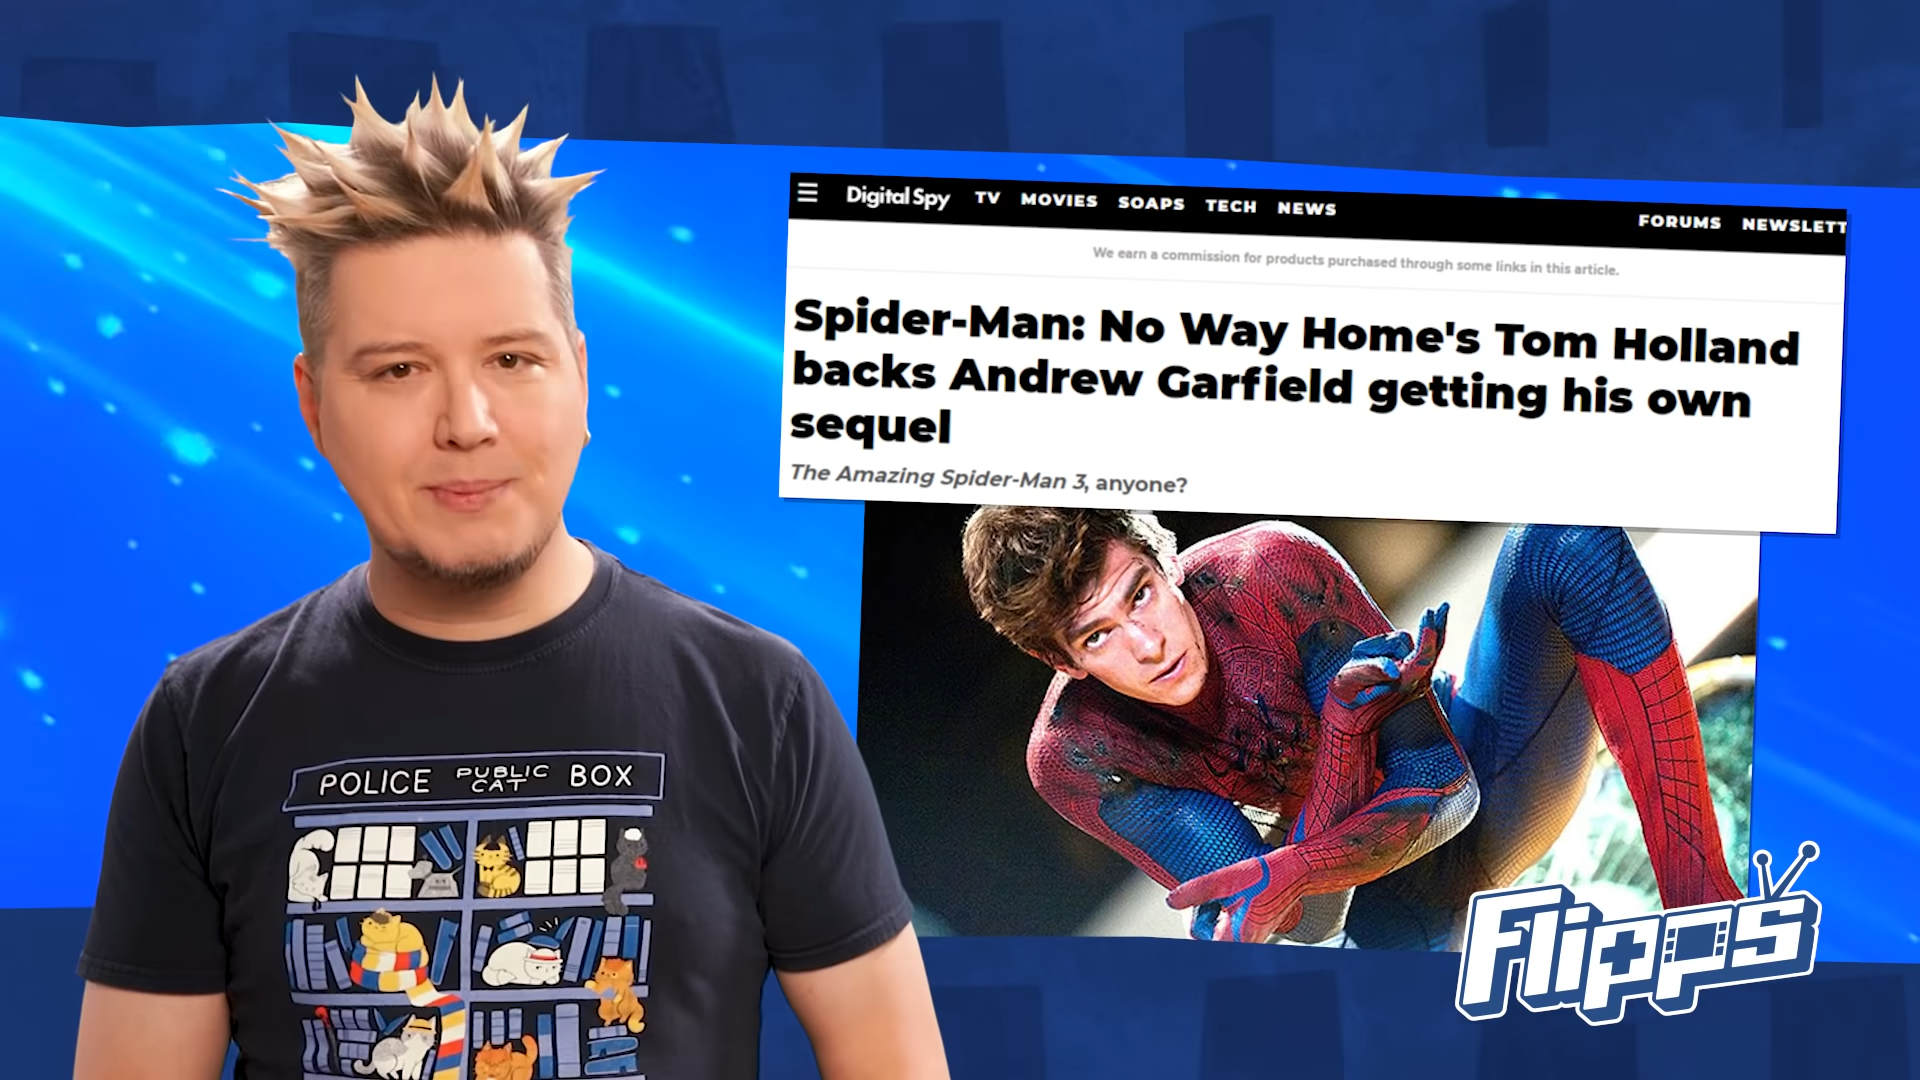 Digital Spy TV MOVIES SOAPS TECH NEWS FORUMS NEWSLETT
We earn a commission for products purchased through some links in this article.
Spider-Man: No Way Home's Tom Holland
backs Andrew Garfield getting his own
sequel
The Amazing Spider-Man 3, anyone?
POLICE PUBLIC CAT BOX
Flipps